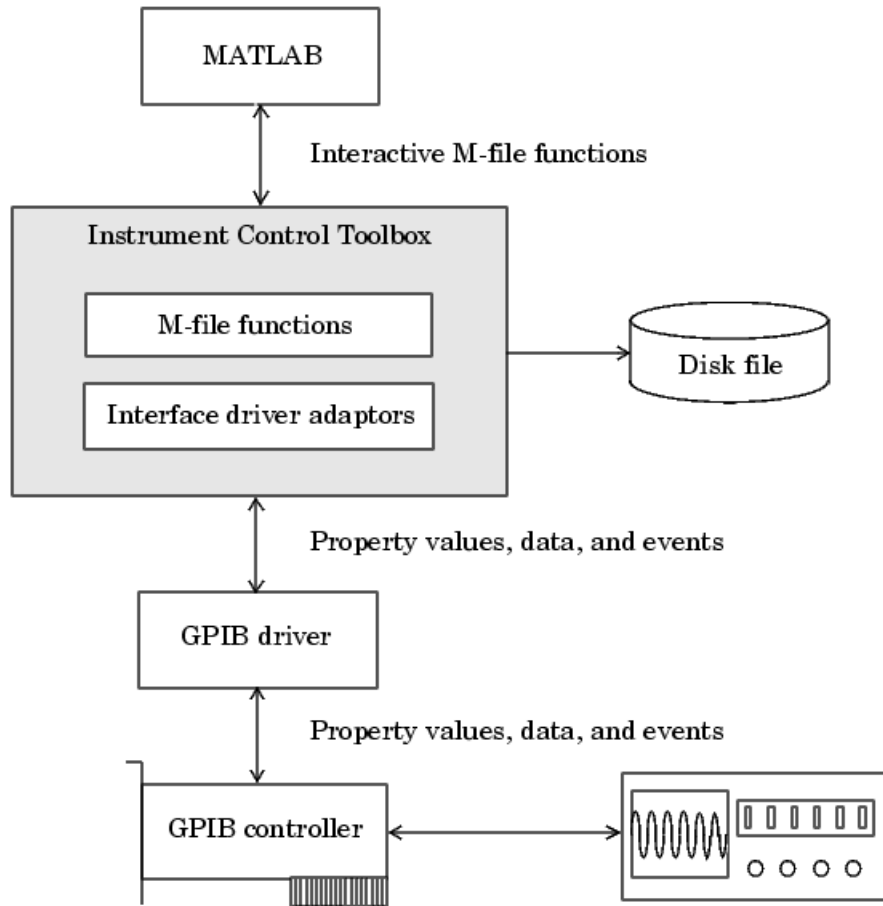 MATLAB
Interactive M-file functions
Instrument Control Toolbox
M-file functions
Interface driver adaptors
Disk file
Property values, data, and events
GPIB driver
Property values, data, and events
GPIB controller